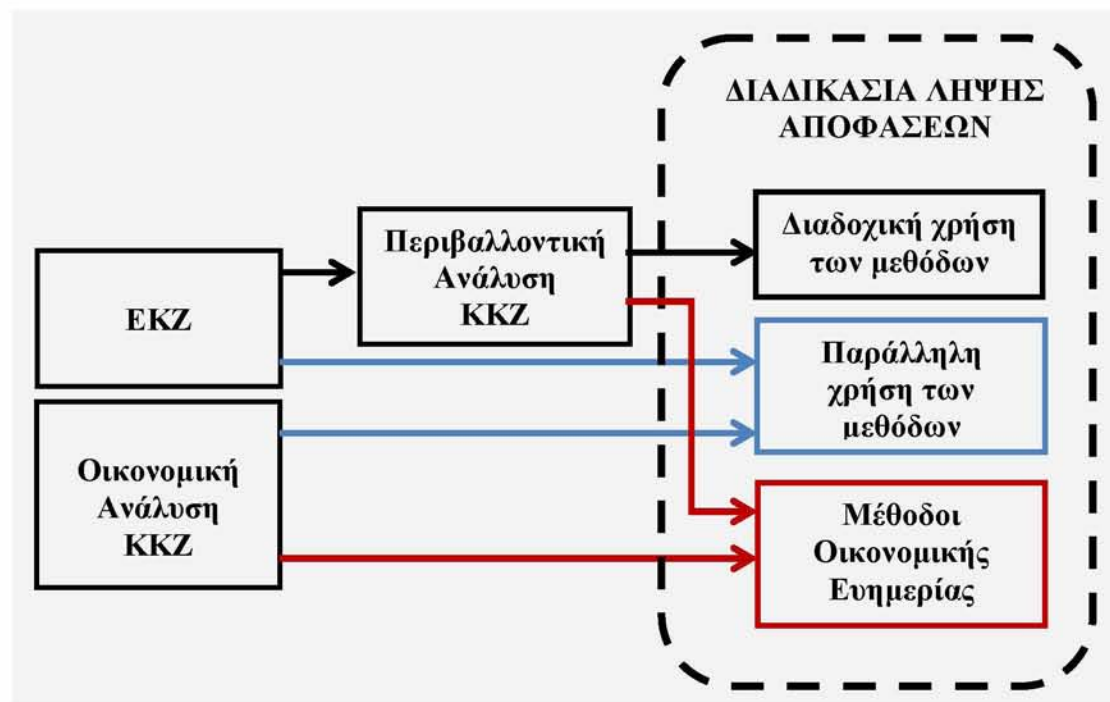 ΔΙΑΔΙΚΑΣΙΑ ΛΗΨΗΣ
ΑΠΟΦΑΣΕΩΝ
ΕΚΖ
Περιβαλλοντική
Ανάλυση
ΚΚΖ
Διαδοχική χρήση
των μεθόδων
Παράλληλη
χρήση των
μεθόδων
Οικονομική
Ανάλυση
ΚΚΖ
Μέθοδοι
Οικονομικής
Ευημερίας